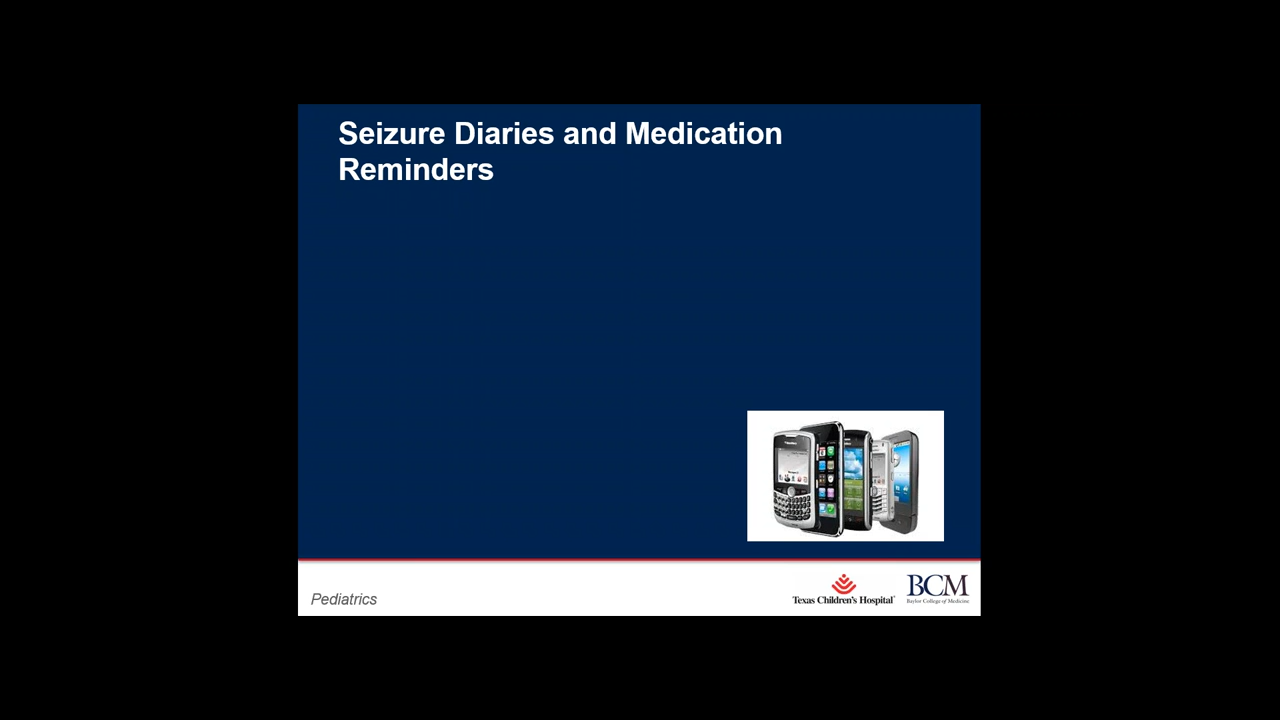 Seizure Diaries and Medication
Reminders
Pediatrics
Texas Children's Hospital
BCM
Baylor College of Medicine